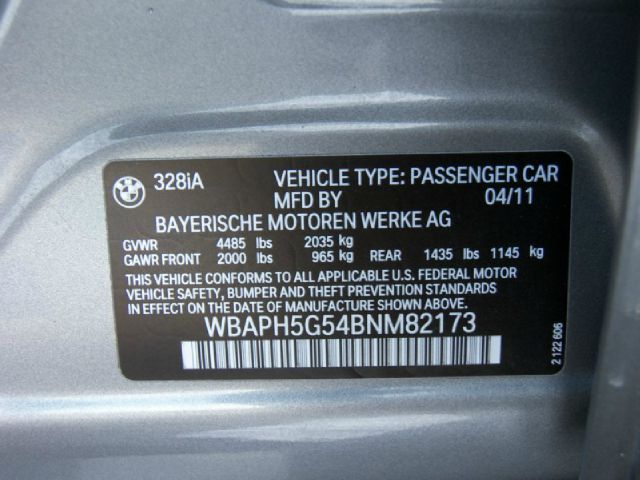 BMW
328iA VEHICLE TYPE: PASSENGER CAR
MFD BY 04/11
BAYERISCHE MOTOREN WERKE AG
GVWR 4485 lbs 2035 kg
GAWR FRONT 2000 lbs 965 kg REAR 1435 lbs 1145 kg
THIS VEHICLE CONFORMS TO ALL APPLICABLE U.S. FEDERAL MOTOR
VEHICLE SAFETY, BUMPER, AND THEFT PREVENTION STANDARDS
IN EFFECT ON THE DATE OF MANUFACTURE SHOWN ABOVE.
WBAPH5G54BNM82173
2 122 606